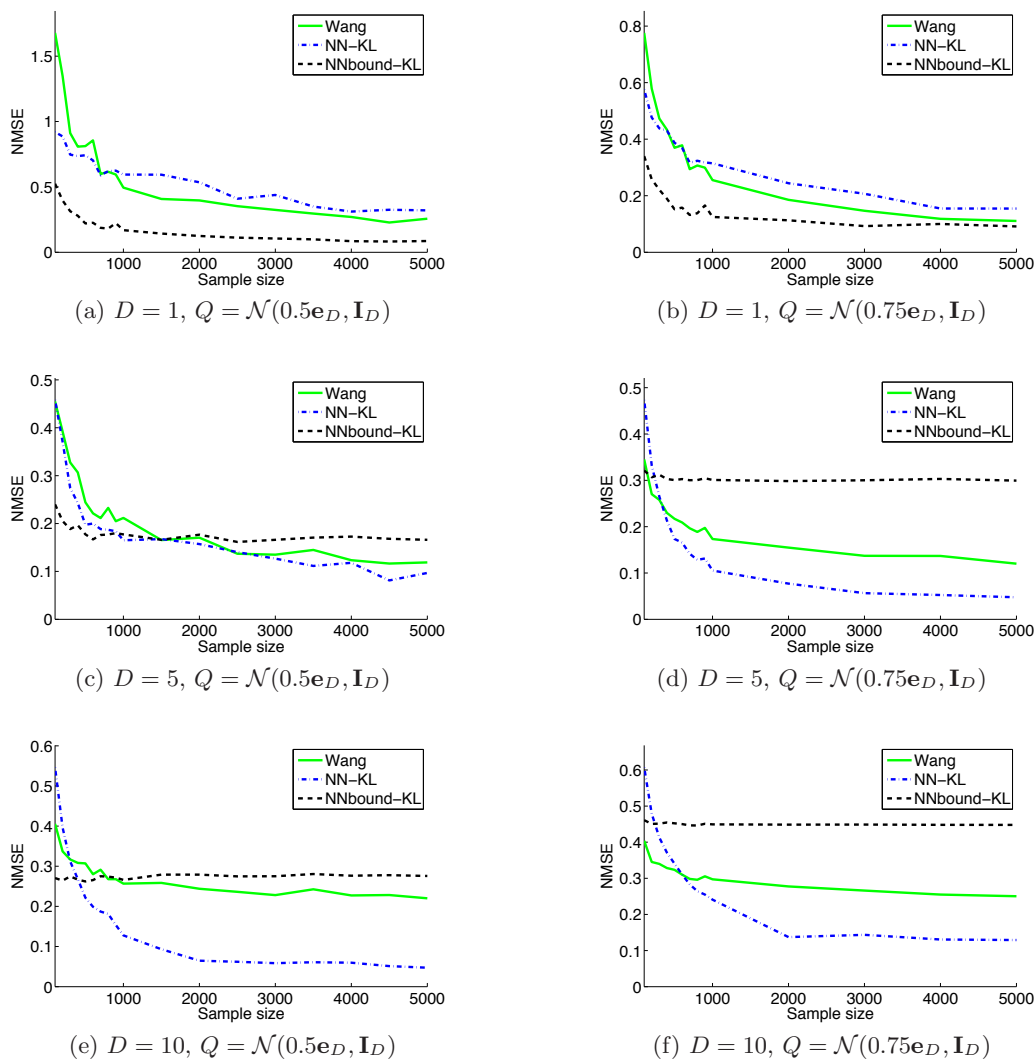 1.5
1
0.5
0
NMSE
1000 2000 3000 4000 5000
Sample size
Wang
NN−KL
NNbound−KL
(a) D = 1, Q = 𝒩(0.5e_D, I_D)
0.8
0.6
0.4
0.2
0
NMSE
1000 2000 3000 4000 5000
Sample size
Wang
NN−KL
NNbound−KL
(b) D = 1, Q = 𝒩(0.75e_D, I_D)
0.5
0.4
0.3
0.2
0.1
0
NMSE
1000 2000 3000 4000 5000
Sample size
Wang
NN−KL
NNbound−KL
(c) D = 5, Q = 𝒩(0.5e_D, I_D)
0.5
0.4
0.3
0.2
0.1
0
NMSE
1000 2000 3000 4000 5000
Sample size
Wang
NN−KL
NNbound−KL
(d) D = 5, Q = 𝒩(0.75e_D, I_D)
0.6
0.5
0.4
0.3
0.2
0.1
0
NMSE
1000 2000 3000 4000 5000
Sample size
Wang
NN−KL
NNbound−KL
(e) D = 10, Q = 𝒩(0.5e_D, I_D)
0.6
0.5
0.4
0.3
0.2
0.1
0
NMSE
1000 2000 3000 4000 5000
Sample size
Wang
NN−KL
NNbound−KL
(f) D = 10, Q = 𝒩(0.75e_D, I_D)